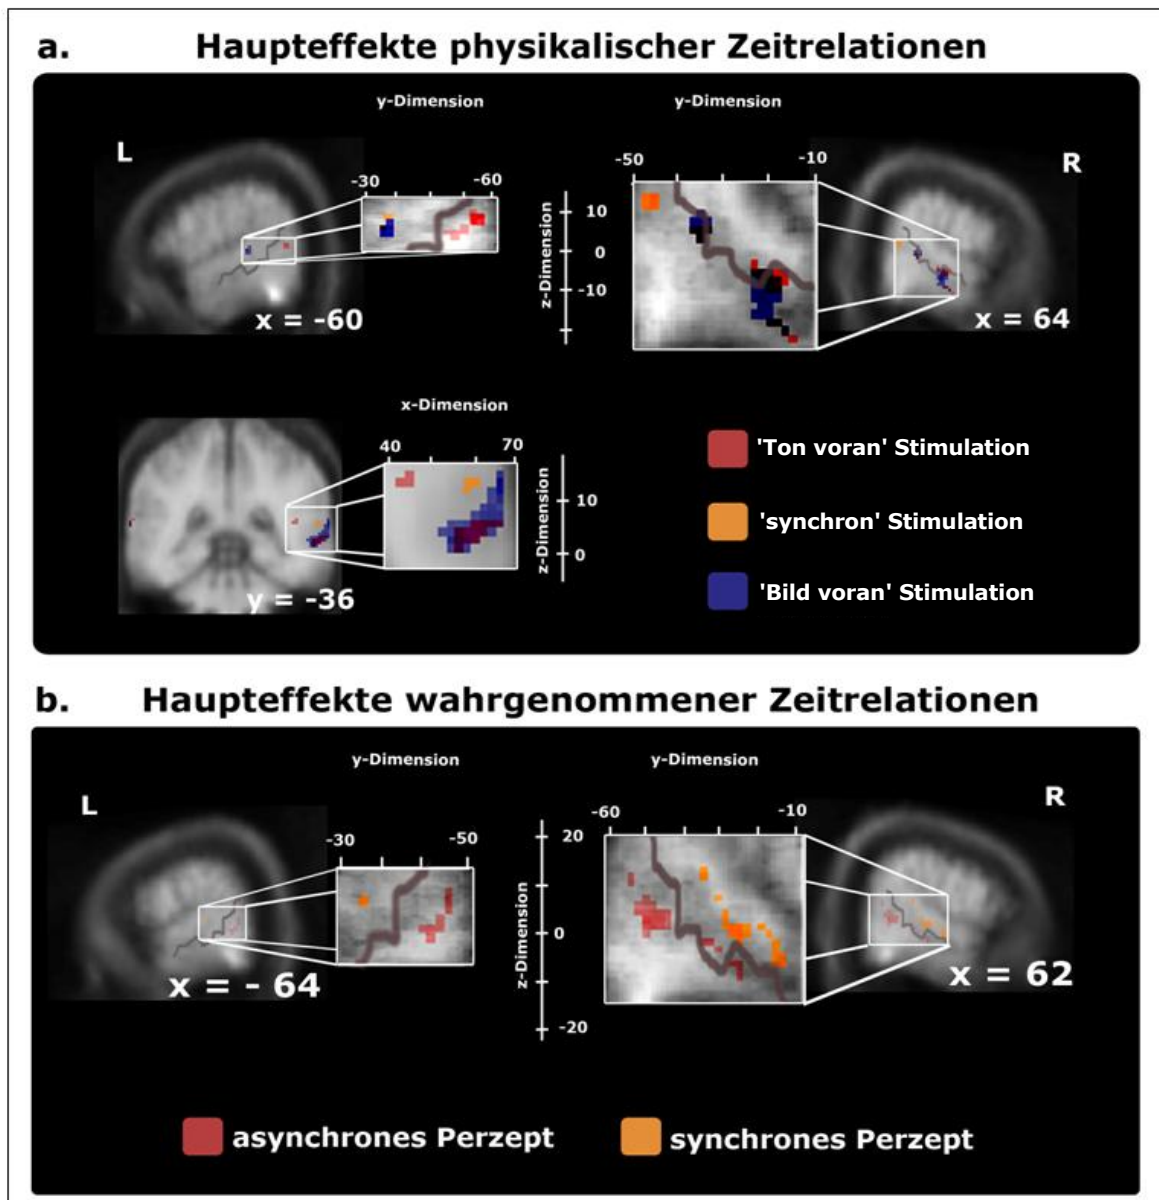 a. Haupteffekte physikalischer Zeitrelationen
y-Dimension
y-Dimension
L
-30
-60
-50
-10
R
z-Dimension
10
0
-10
x = -60
x = 64
x-Dimension
40
70
z-Dimension
10
0
y = -36
'Ton voran' Stimulation
'synchron' Stimulation
'Bild voran' Stimulation
b. Haupteffekte wahrgenommener Zeitrelationen
y-Dimension
y-Dimension
L
-30
-50
-60
-10
R
z-Dimension
20
0
-20
x = - 64
x = 62
asynchrones Perzept
synchrones Perzept